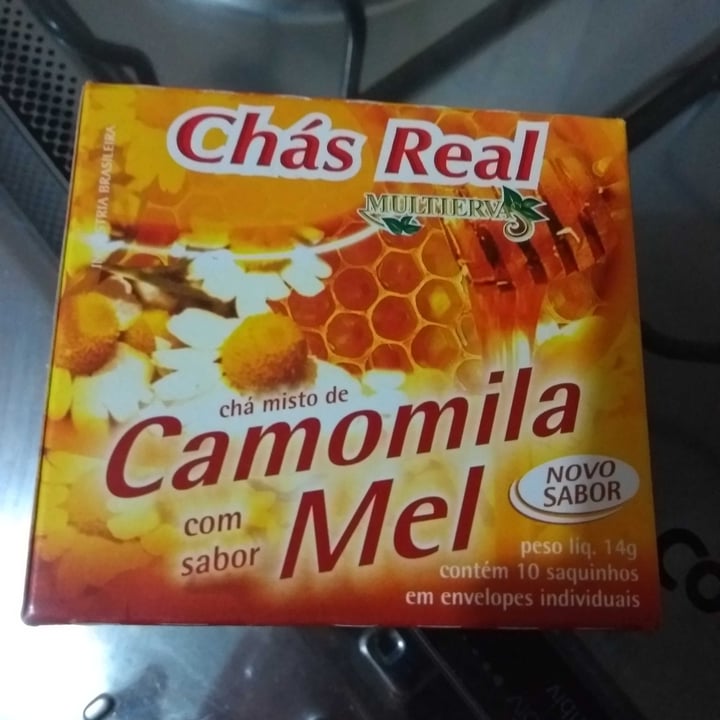 Chás Real
MULTIERVAS
INDÚSTRIA BRASILEIRA
chá misto de
Camomila
com
sabor
Mel
NOVO
SABOR
peso líq. 14g
contém 10 saquinhos
em envelopes individuais